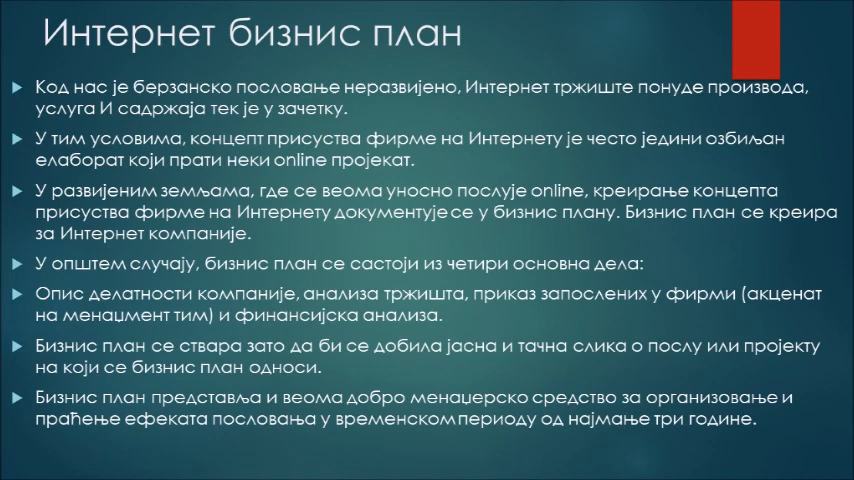 Интернет бизнис план
Код нас је берзанско пословање неразвијено, Интернет тржиште понуде производа,
услуга И садржаја тек је у зачетку.
У тим условима, концепт присуства фирме на Интернету је често једини озбиљан
елаборат који прати неки online пројекат.
У развијеним земљама, где се веома уносно послује online, креирање концепта
присуства фирме на Интернету документује се у бизнис плану. Бизнис план се креира
за Интернет компаније.
У општем случају, бизнис план се састоји из четири основна дела:
Опис делатности компаније, анализа тржишта, приказ запослених у фирми (акценат
на менаџмент тим) и финансијска анализа.
Бизнис план се ствара зато да би се добила јасна и тачна слика о послу или пројекту
на који се бизнис план односи.
Бизнис план представља и веома добро менаџерско средство за организовање и
праћење ефеката пословања у временском периоду од најмање три године.